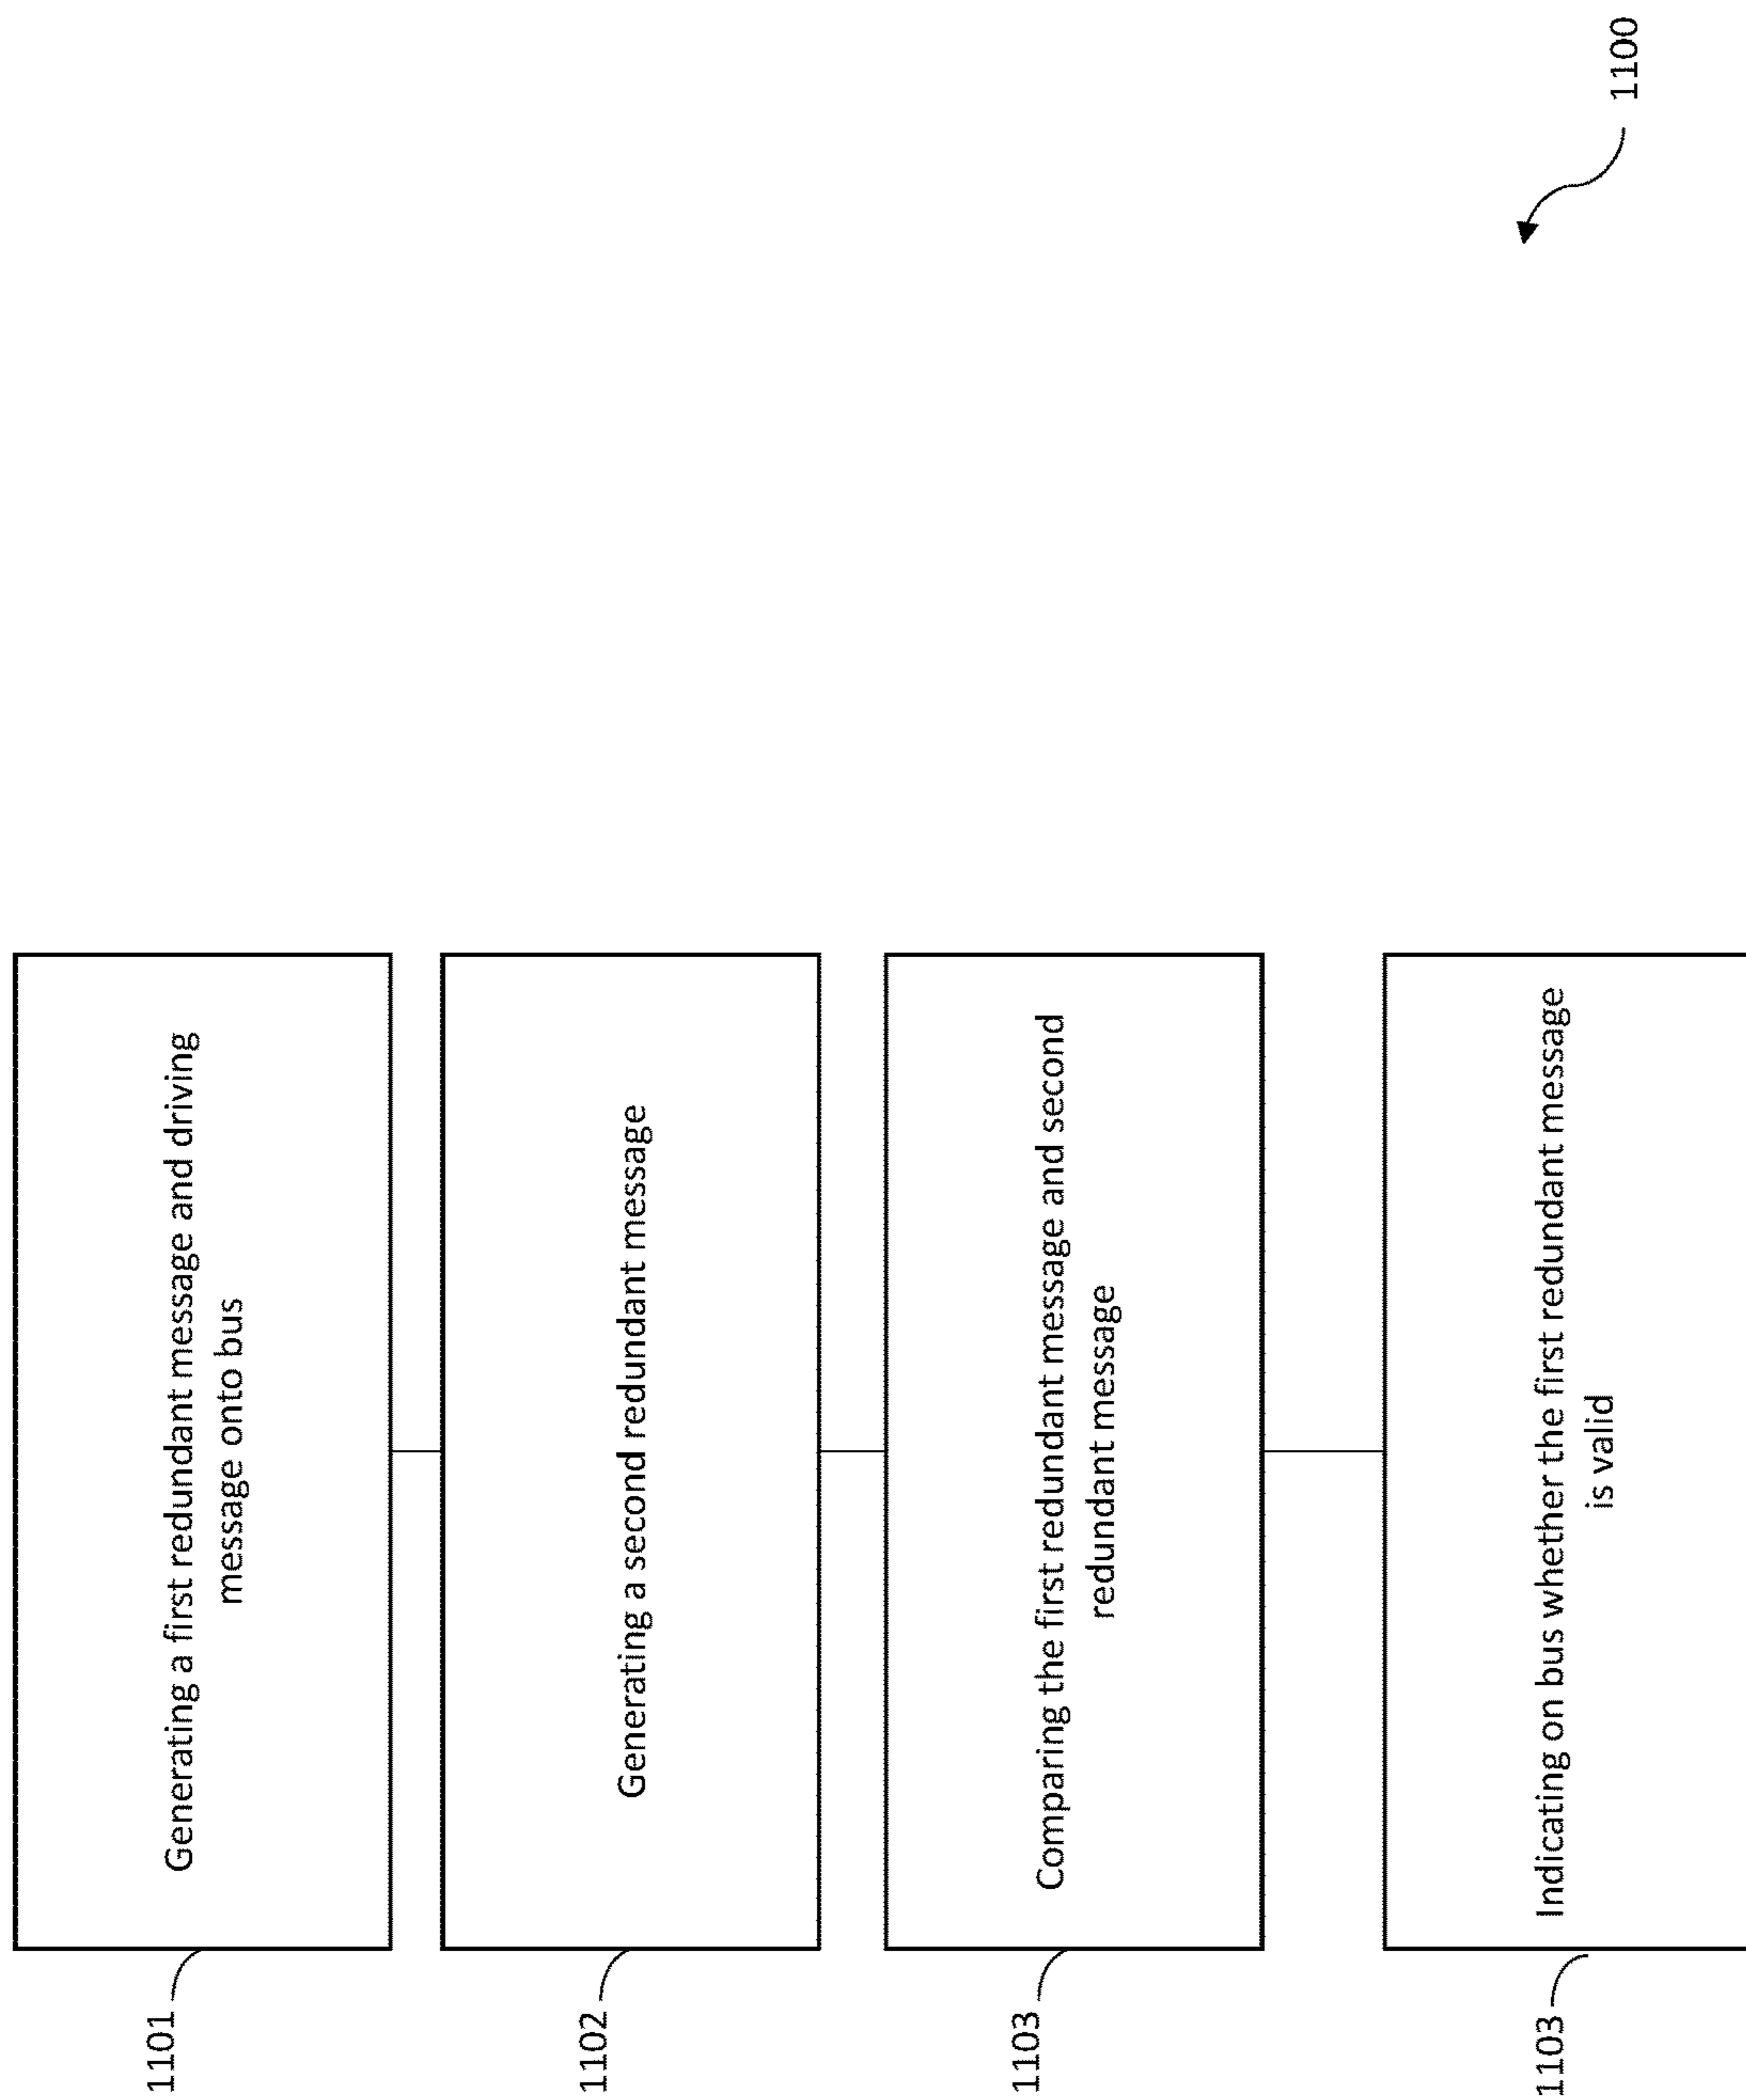 1101
Generating a first redundant message and driving
message onto bus
1102
Generating a second redundant message
1103
Comparing the first redundant message and second
redundant message
1103
Indicating on bus whether the first redundant message
is valid
1100